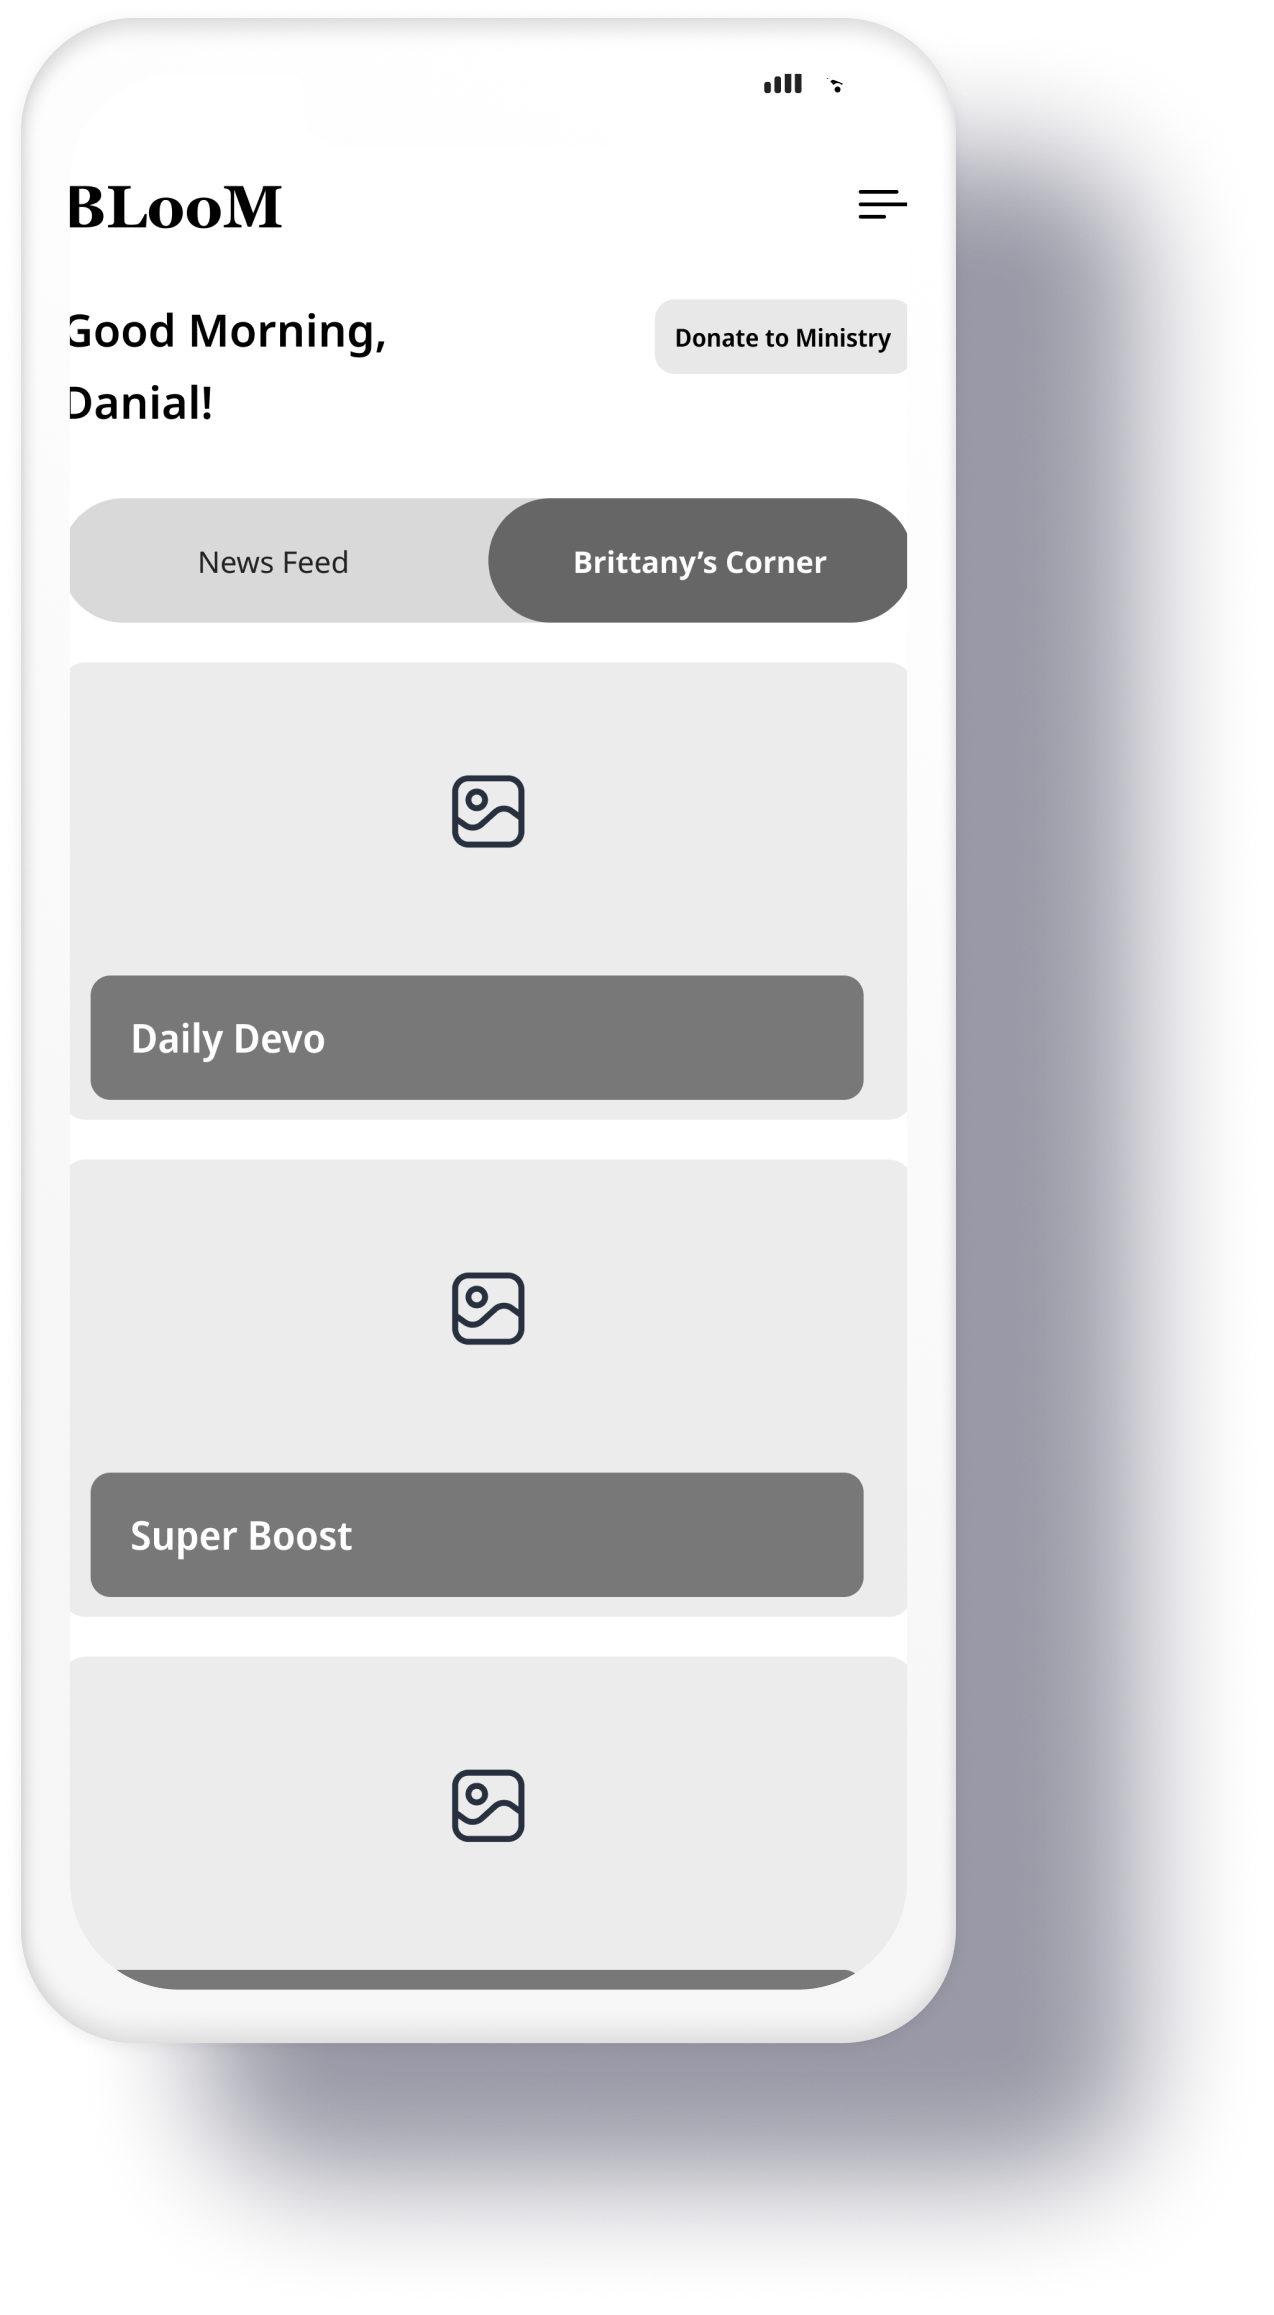 BLooM
Good Morning,
Danial!
Donate to Ministry
News Feed
Brittany’s Corner
Daily Devo
Super Boost